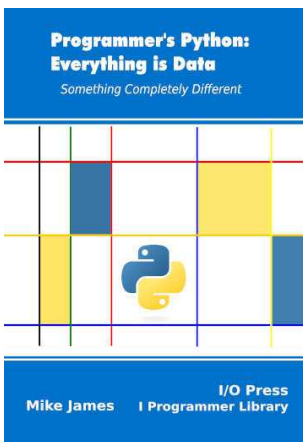 Programmer's Python:
Everything is Data
Something Completely Different
I/O Press
Mike James I Programmer Library